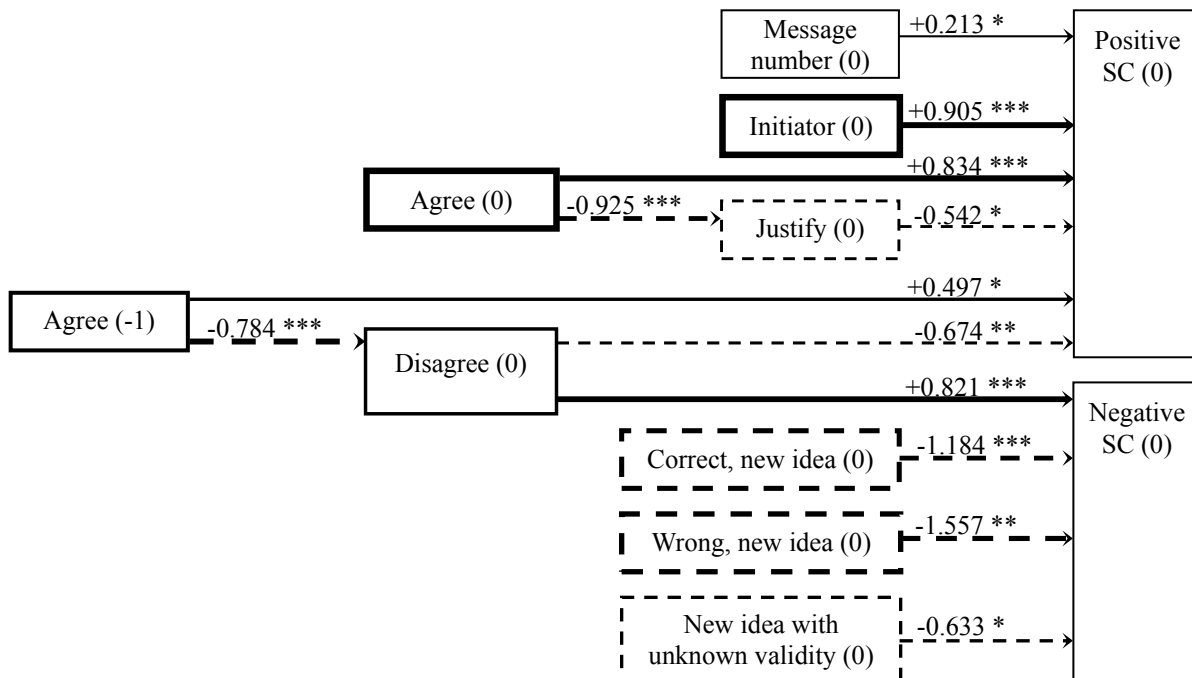 Message
number (0)
+0.213 *
Positive
SC (0)
Initiator (0)
+0.905 ***
Agree (0)
+0.834 ***
-0.925 ***
Justify (0)
-0.542 *
Agree (-1)
+0.497 *
-0.784 ***
Disagree (0)
-0.674 **
+0.821 ***
Negative
SC (0)
Correct, new idea (0)
-1.184 ***
Wrong, new idea (0)
-1.557 **
New idea with
unknown validity (0)
-0.633 *